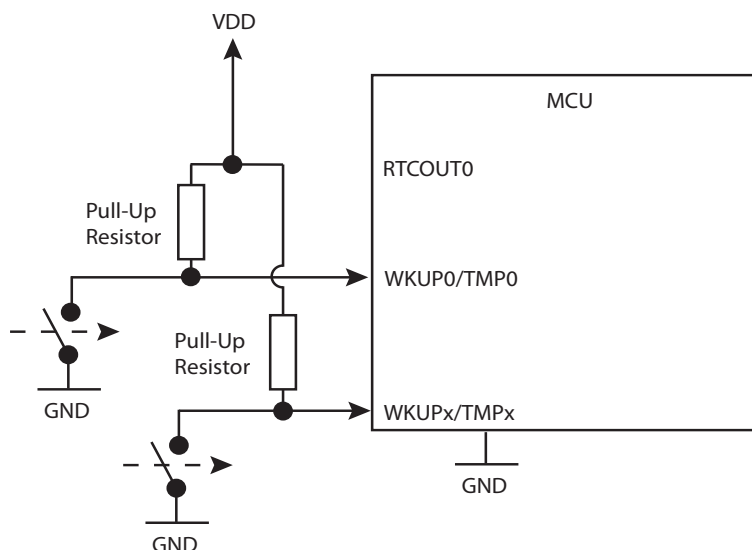 VDD
MCU
RTCOUT0
Pull-Up
Resistor
WKUP0/TMP0
Pull-Up
Resistor
GND
WKUPx/TMPx
GND
GND